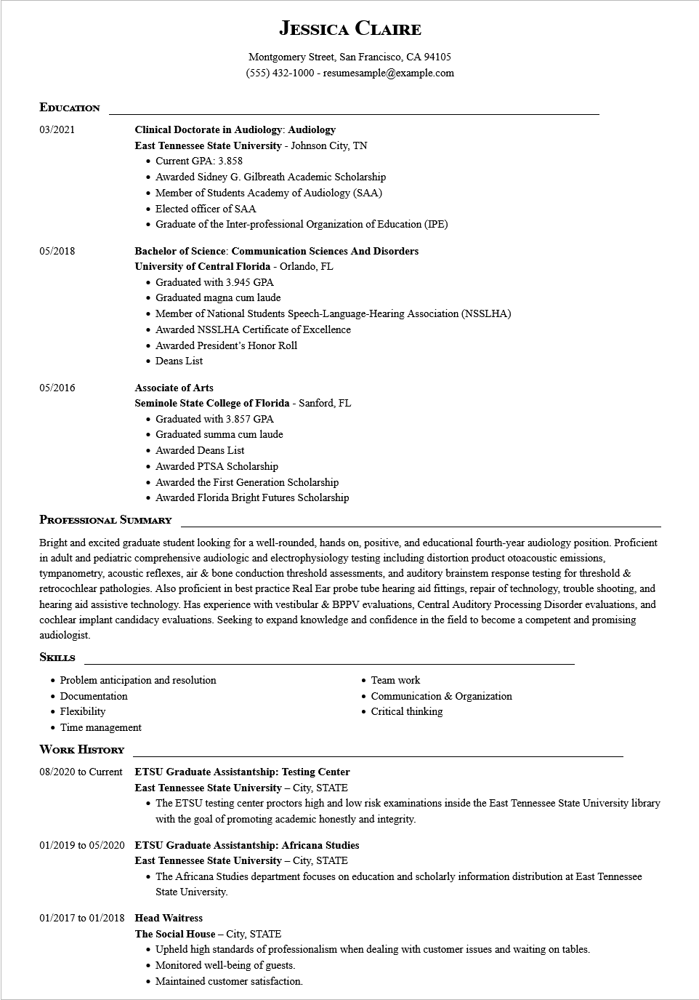 Jessica Claire
Montgomery Street, San Francisco, CA 94105
(555) 432-1000 - resumesample@example.com
Education
03/2021
Clinical Doctorate in Audiology: Audiology
East Tennessee State University - Johnson City, TN
• Current GPA: 3.858
• Awarded Sidney G. Gilbreath Academic Scholarship
• Member of Students Academy of Audiology (SAA)
• Elected officer of SAA
• Graduate of the Inter-professional Organization of Education (IPE)
05/2018
Bachelor of Science: Communication Sciences And Disorders
University of Central Florida - Orlando, FL
• Graduated with 3.945 GPA
• Graduated magna cum laude
• Member of National Students Speech-Language-Hearing Association (NSSLHA)
• Awarded NSSLHA Certificate of Excellence
• Awarded President’s Honor Roll
• Deans List
05/2016
Associate of Arts
Seminole State College of Florida - Sanford, FL
• Graduated with 3.857 GPA
• Graduated summa cum laude
• Awarded Deans List
• Awarded PTSA Scholarship
• Awarded the First Generation Scholarship
• Awarded Florida Bright Futures Scholarship
Professional Summary
Bright and excited graduate student looking for a well-rounded, hands on, positive, and educational fourth-year audiology position. Proficient
in adult and pediatric comprehensive audiologic and electrophysiology testing including distortion product otoacoustic emissions,
tympanometry, acoustic reflexes, air & bone conduction threshold assessments, and auditory brainstem response testing for threshold &
retrocochlear pathologies. Also proficient in best practice Real Ear probe tube hearing aid fittings, repair of technology, trouble shooting, and
hearing aid assistive technology. Has experience with vestibular & BPPV evaluations, Central Auditory Processing Disorder evaluations, and
cochlear implant candidacy evaluations. Seeking to expand knowledge and confidence in the field to become a competent and promising
audiologist.
Skills
• Problem anticipation and resolution
• Documentation
• Flexibility
• Time management
• Team work
• Communication & Organization
• Critical thinking
Work History
08/2020 to Current
ETSU Graduate Assistantship: Testing Center
East Tennessee State University – City, STATE
• The ETSU testing center proctors high and low risk examinations inside the East Tennessee State University library
with the goal of promoting academic honestly and integrity.
01/2019 to 05/2020
ETSU Graduate Assistantship: Africana Studies
East Tennessee State University – City, STATE
• The Africana Studies department focuses on education and scholarly information distribution at East Tennessee
State University.
01/2017 to 01/2018
Head Waitress
The Social House – City, STATE
• Upheld high standards of professionalism when dealing with customer issues and waiting on tables.
• Monitored well-being of guests.
• Maintained customer satisfaction.